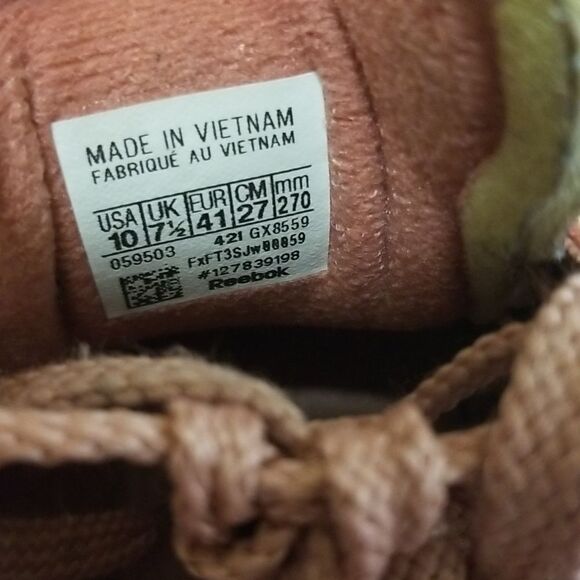 MADE IN VIETNAM
FABRIQUÉ AU VIETNAM
USA UK EUR CM mm
10 7½ 41 27 270
059503 421 GX8559
FxFT3SJw00059
#127839198
Reebok